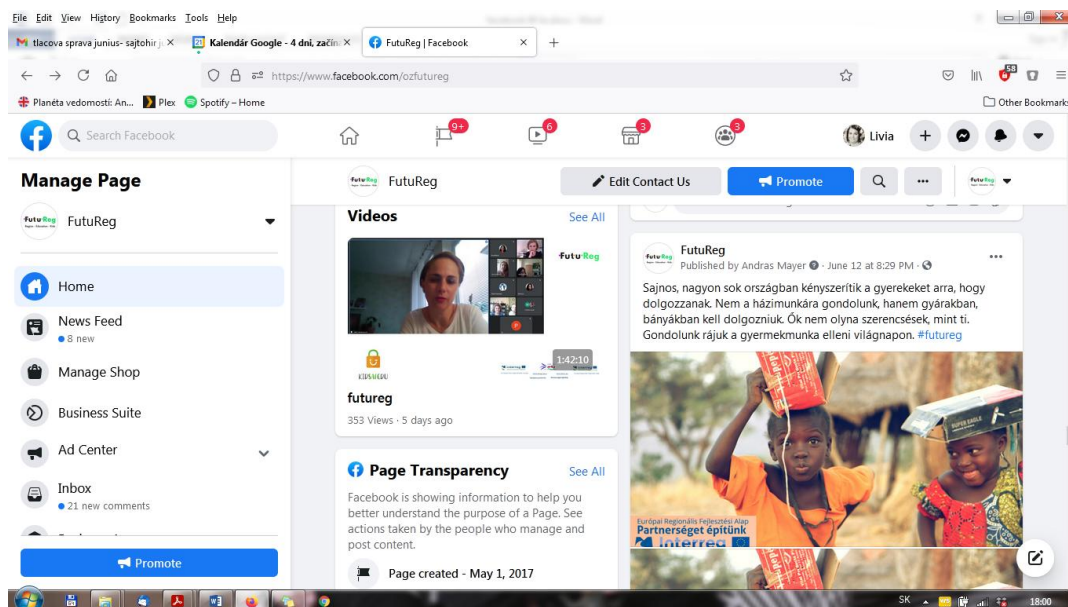 File Edit View History Bookmarks Tools Help
tlacova sprava junius- sajtohír
Kalendár Google - 4 dni, začín
FutuReg | Facebook
https://www.facebook.com/ozfutureg
58
Planéta vedomostí: An...
Plex
Spotify – Home
Other Bookmarks
Search Facebook
9+
6
3
3
Livia
Manage Page
FutuReg
Home
News Feed
8 new
Manage Shop
Business Suite
Ad Center
Inbox
21 new comments
Promote
FutuReg
Edit Contact Us
Promote
Videos
See All
FutuReg
KIDSAFEDU
1:42:10
futureg
353 Views · 5 days ago
Page Transparency
See All
Facebook is showing information to help you
better understand the purpose of a Page. See
actions taken by the people who manage and
post content.
Page created - May 1, 2017
FutuReg
Published by Andras Mayer · June 12 at 8:29 PM ·
Sajnos, nagyon sok országban kényszerítik a gyerekeket arra, hogy
dolgozzanak. Nem a házimunkára gondolunk, hanem gyárakban,
bányákban kell dolgozniuk. Ők nem olyna szerencsések, mint ti.
Gondolunk rájuk a gyermekmunka elleni világnapon. #futureg
SUPER EAGLE
Európai Regionális Fejlesztési Alap
Partnerséget építünk
Interreg
SK
18:00